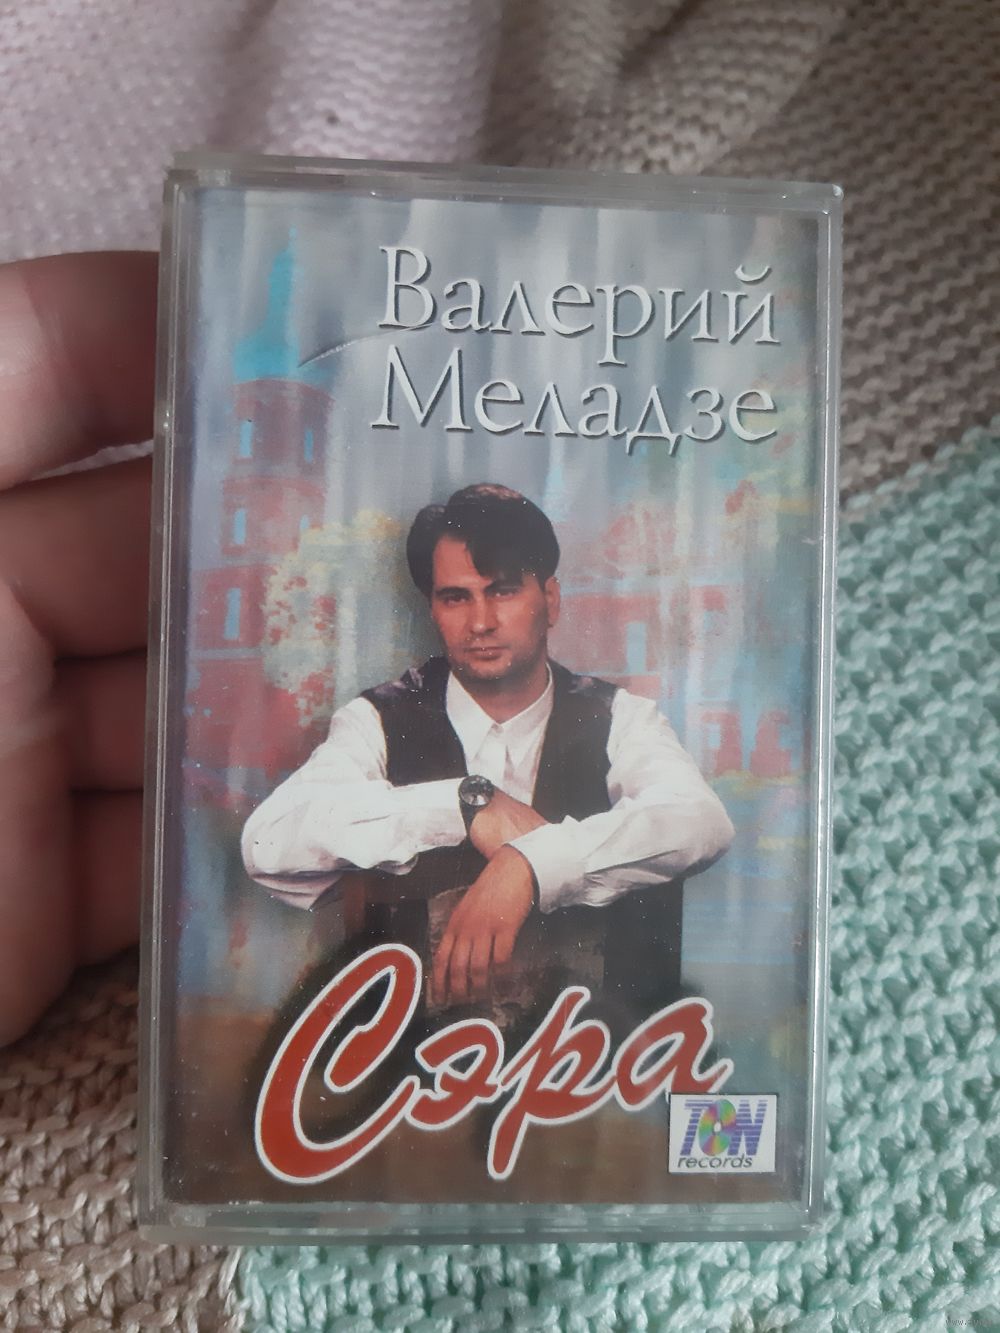 Валерий
Меладзе
Сэра
TON
records